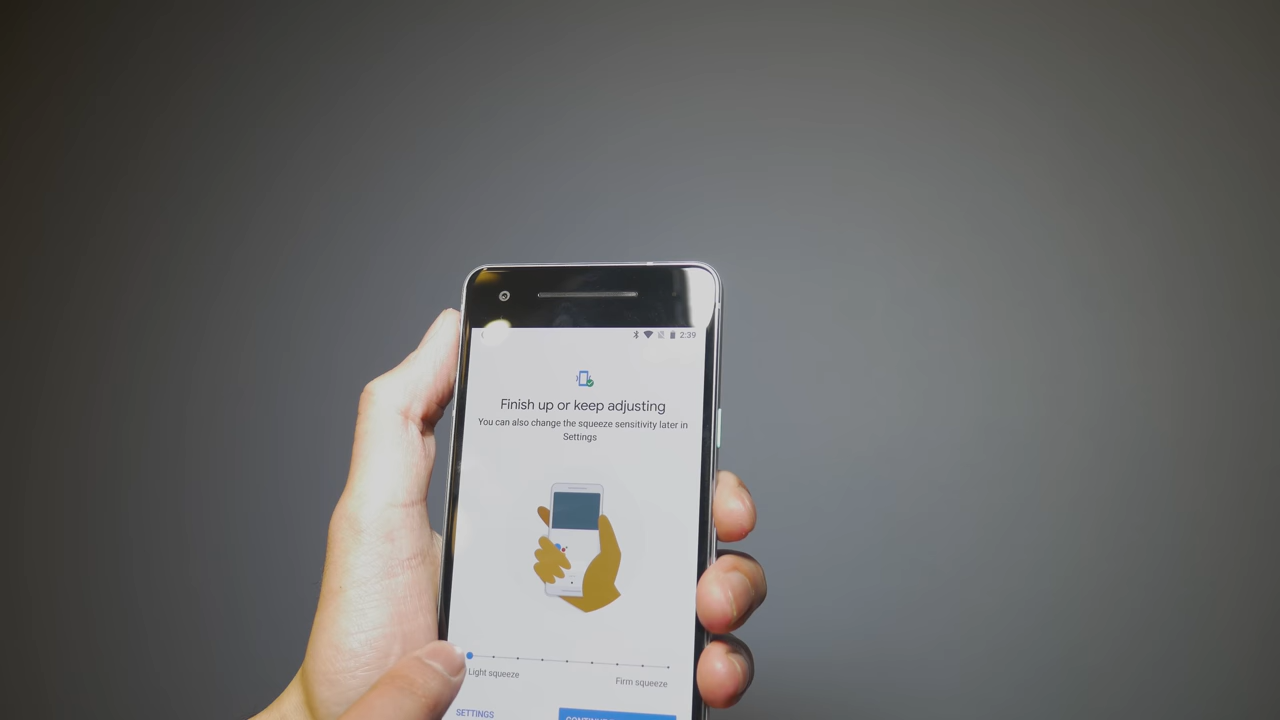 2:39
Finish up or keep adjusting
You can also change the squeeze sensitivity later in
Settings
Light squeeze
Firm squeeze
SETTINGS